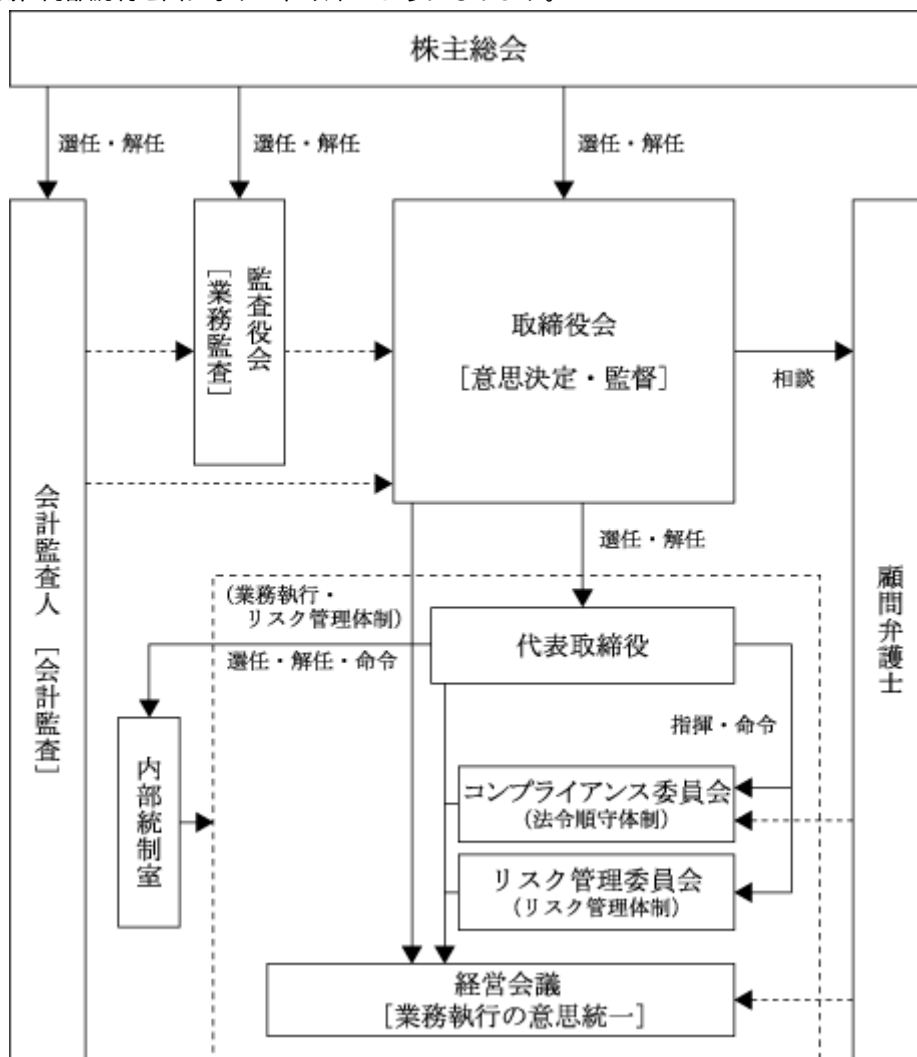 株主総会
選任・解任
選任・解任
選任・解任
監査役会
[業務監査]
取締役会
[意思決定・監督]
相談
会計監査人 [会計監査]
顧問弁護士
選任・解任
(業務執行・
リスク管理体制)
代表取締役
選任・解任・命令
指揮・命令
内部統制室
コンプライアンス委員会
(法令順守体制)
リスク管理委員会
(リスク管理体制)
経営会議
[業務執行の意思統一]